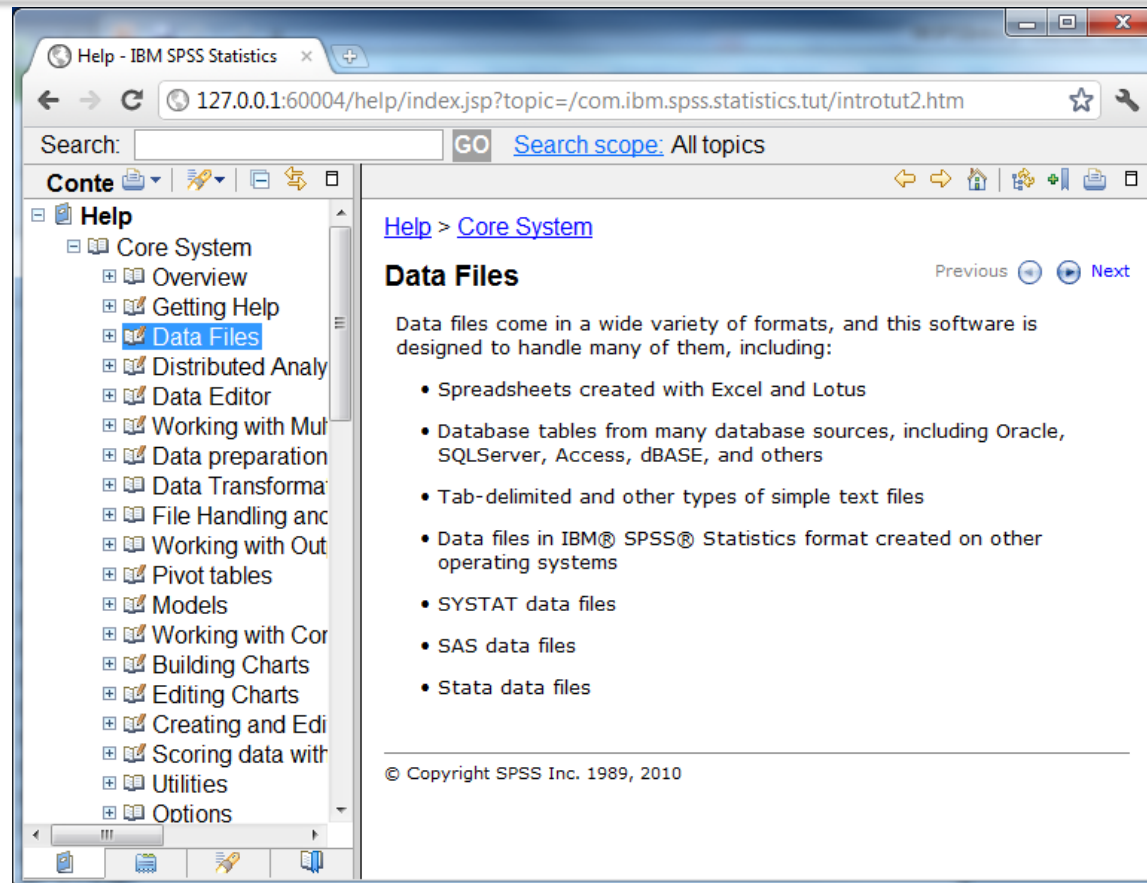 Help - IBM SPSS Statistics
127.0.0.1:60004/help/index.jsp?topic=/com.ibm.spss.statistics.tut/introtut2.htm
Search:
GO
Search scope: All topics
Conte
Help
Core System
Overview
Getting Help
Data Files
Distributed Analy
Data Editor
Working with Mult
Data preparation
Data Transforma
File Handling and
Working with Out
Pivot tables
Models
Working with Cor
Building Charts
Editing Charts
Creating and Edi
Scoring data with
Utilities
Options
Help > Core System
Data Files
Previous
Next
Data files come in a wide variety of formats, and this software is
designed to handle many of them, including:
• Spreadsheets created with Excel and Lotus
• Database tables from many database sources, including Oracle,
SQLServer, Access, dBASE, and others
• Tab-delimited and other types of simple text files
• Data files in IBM® SPSS® Statistics format created on other
operating systems
• SYSTAT data files
• SAS data files
• Stata data files
© Copyright SPSS Inc. 1989, 2010